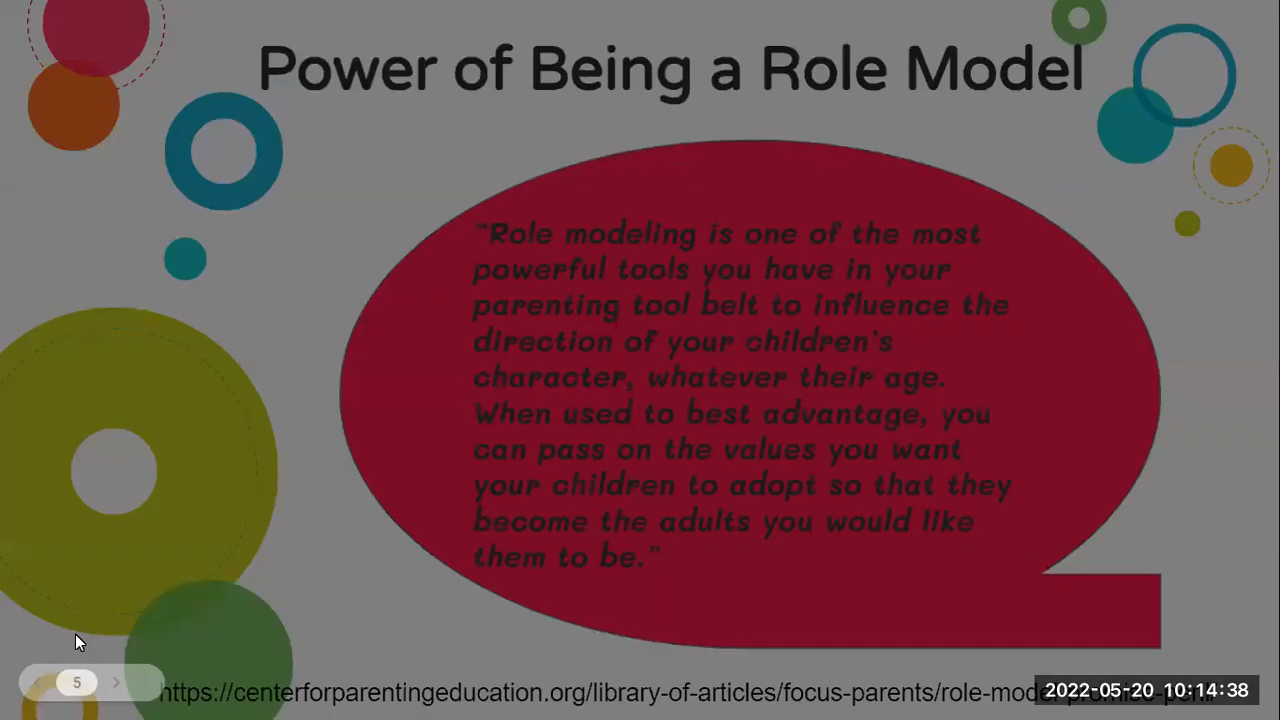 Power of Being a Role Model
"Role modeling is one of the most
powerful tools you have in your
parenting tool belt to influence the
direction of your children's
character, whatever their age.
When used to best advantage, you
can pass on the values you want
your children to adopt so that they
become the adults you would like
them to be."
5
https://centerforparentingeducation.org/library-of-articles/focus-parents/role-model
2022-05-20 10:14:38